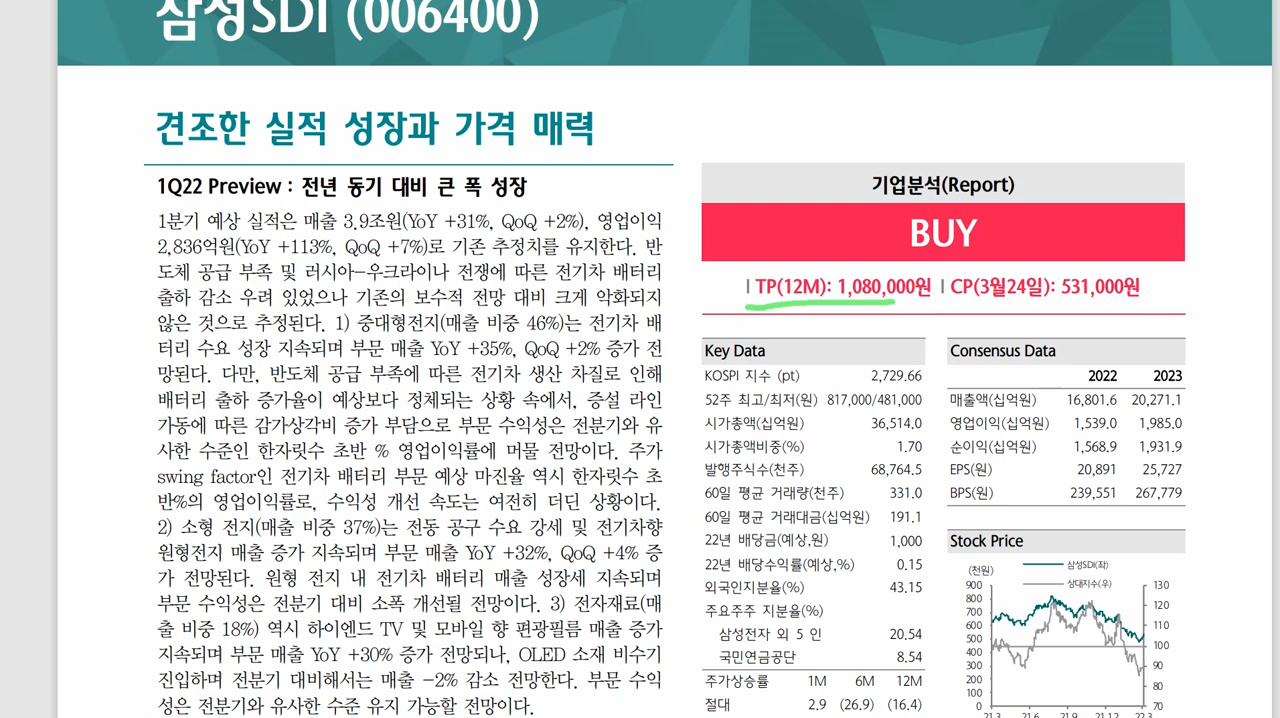 삼성SDI (006400)
견조한 실적 성장과 가격 매력
1Q22 Preview : 전년 동기 대비 큰 폭 성장
1분기 예상 실적은 매출 3.9조원(YoY +31%, QoQ +2%), 영업이익
2,836억원(YoY +113%, QoQ +7%)로 기존 추정치를 유지한다. 반
도체 공급 부족 및 러시아-우크라이나 전쟁에 따른 전기차 배터리
출하 감소 우려 있었으나 기존의 보수적 전망 대비 크게 악화되지
않은 것으로 추정된다. 1) 중대형전지(매출 비중 46%)는 전기차 배
터리 수요 성장 지속되며 부문 매출 YoY +35%, QoQ +2% 증가 전
망된다. 다만, 반도체 공급 부족에 따른 전기차 생산 차질로 인해
배터리 출하 증가율이 예상보다 정체되는 상황 속에서, 증설 라인
가동에 따른 감가상각비 증가 부담으로 부문 수익성은 전분기와 유
사한 수준인 한자릿수 초반 % 영업이익률에 머물 전망이다. 주가
swing factor인 전기차 배터리 부문 예상 마진율 역시 한자릿수 초
반%의 영업이익률로, 수익성 개선 속도는 여전히 더딘 상황이다.
2) 소형 전지(매출 비중 37%)는 전동 공구 수요 강세 및 전기차향
원형전지 매출 증가 지속되며 부문 매출 YoY +32%, QoQ +4% 증
가 전망된다. 원형 전지 내 전기차 배터리 매출 성장세 지속되며
부문 수익성은 전분기 대비 소폭 개선될 전망이다. 3) 전자재료(매
출 비중 18%) 역시 하이엔드 TV 및 모바일 향 편광필름 매출 증가
지속되며 부문 매출 YoY +30% 증가 전망되나, OLED 소재 비수기
진입하며 전분기 대비해서는 매출 -2% 감소 전망한다. 부문 수익
성은 전분기와 유사한 수준 유지 가능할 전망이다.
기업분석(Report)
BUY
| TP(12M): 1,080,000원 | CP(3월24일): 531,000원
Key Data
KOSPI 지수 (pt) 2,729.66
52주 최고/최저(원) 817,000/481,000
시가총액(십억원) 36,514.0
시가총액비중(%) 1.70
발행주식수(천주) 68,764.5
60일 평균 거래량(천주) 331.0
60일 평균 거래대금(십억원) 191.1
22년 배당금(예상,원) 1,000
22년 배당수익률(예상,%) 0.15
외국인지분율(%) 43.15
주요주주 지분율(%)
삼성전자 외 5 인 20.54
국민연금공단 8.54
주가상승률 1M 6M 12M
절대 2.9 (26.9) (16.4)
Consensus Data
2022 2023
매출액(십억원) 16,801.6 20,271.1
영업이익(십억원) 1,539.0 1,985.0
순이익(십억원) 1,568.9 1,931.9
EPS(원) 20,891 25,727
BPS(원) 239,551 267,779
Stock Price
(천원)
삼성SDI(좌)
상대지수(우)
900 130
800
700 120
600 110
500
400 100
300 90
200
100 80
0 70
21.3 21.6 21.9 21.12 22.3